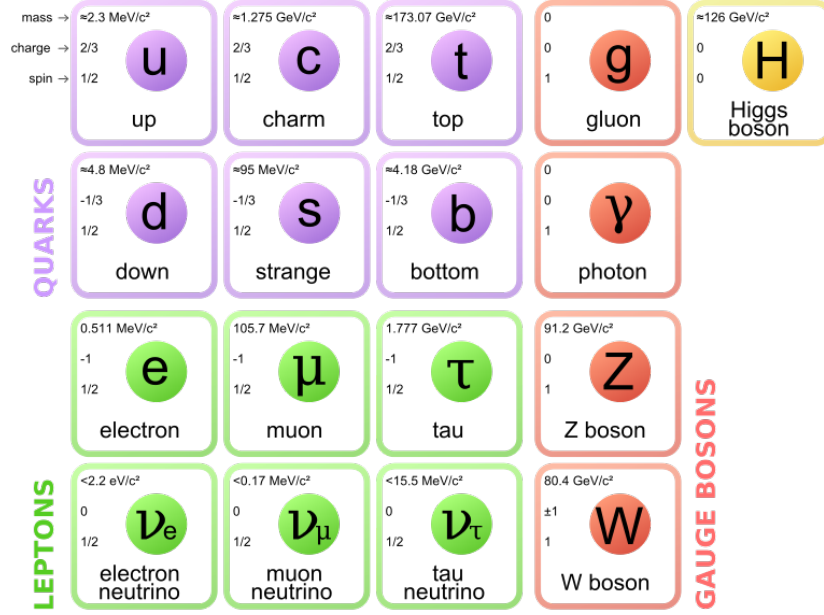 mass → ≈2.3 MeV/c² ≈1.275 GeV/c² ≈173.07 GeV/c² 0 ≈126 GeV/c²
charge → 2/3 2/3 2/3 0 0
spin → 1/2 1/2 1/2 1 0
u c t g H
up charm top gluon Higgs
boson
QUARKS
≈4.8 MeV/c² ≈95 MeV/c² ≈4.18 GeV/c² 0
-1/3 -1/3 -1/3 0
1/2 1/2 1/2 1
d s b γ
down strange bottom photon
0.511 MeV/c² 105.7 MeV/c² 1.777 GeV/c² 91.2 GeV/c²
-1 -1 -1 0
1/2 1/2 1/2 1
e μ τ Z
electron muon tau Z boson
LEPTONS
<2.2 eV/c² <0.17 MeV/c² <15.5 MeV/c² 80.4 GeV/c²
0 0 0 ±1
1/2 1/2 1/2 1
νe νμ ντ W
electron muon tau W boson
neutrino neutrino neutrino
GAUGE BOSONS